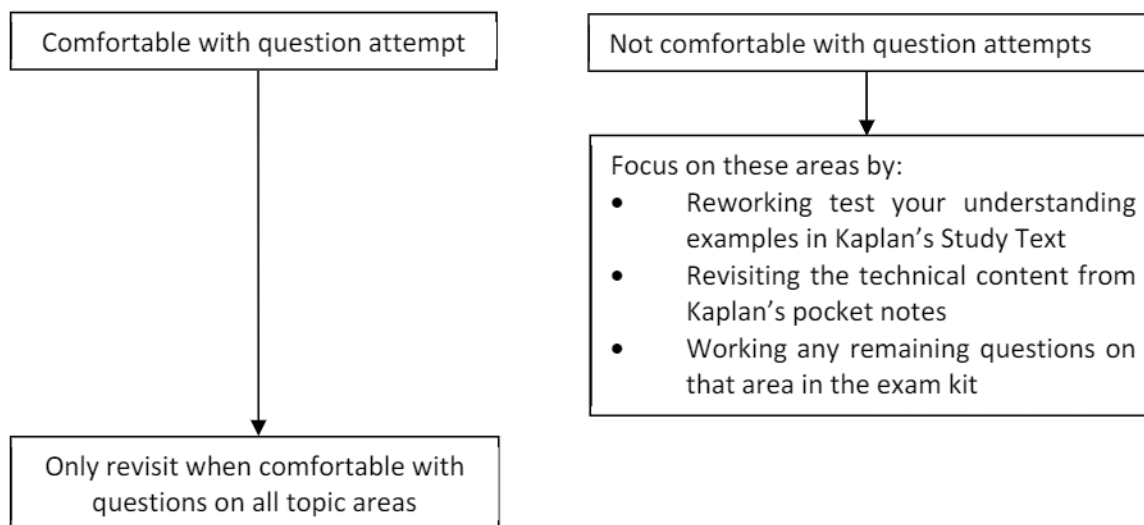 Comfortable with question attempt
Not comfortable with question attempts
Focus on these areas by:
• Reworking test your understanding
examples in Kaplan’s Study Text
• Revisiting the technical content from
Kaplan’s pocket notes
• Working any remaining questions on
that area in the exam kit
Only revisit when comfortable with
questions on all topic areas